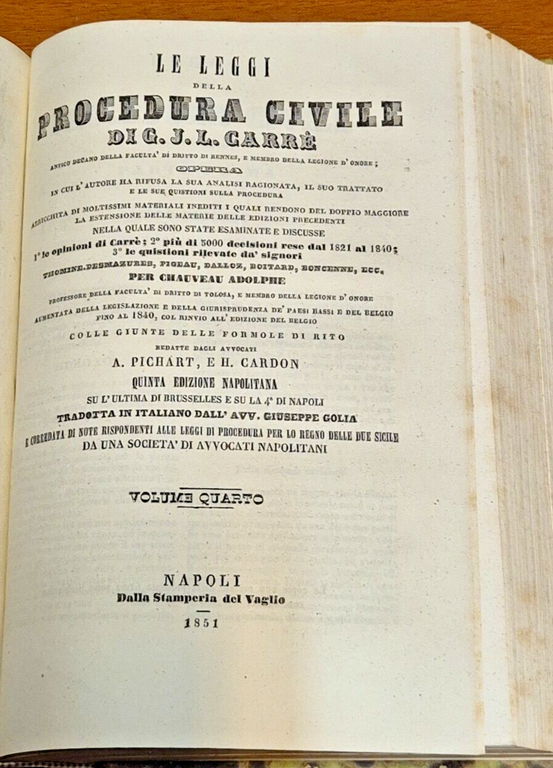 LE LEGGI
DELLA
PROCEDURA CIVILE
DI G. J. L. CARRÈ
ANTICO DECANO DELLA FACULTA' DI DRITTO DI RENNES, E MEMBRO DELLA LEGIONE D'ONORE;
OPERA
IN CUI L'AUTORE HA RIFUSA LA SUA ANALISI RAGIONATA, IL SUO TRATTATO
E LE SUE QUISTIONI SULLA PROCEDURA
ARRICCHITA DI MOLTISSIMI MATERIALI INEDITI I QUALI RENDONO DEL DOPPIO MAGGIORE
LA ESTENSIONE DELLE MATERIE DELLE EDIZIONI PRECEDENTI
NELLA QUALE SONO STATE ESAMINATE E DISCUSSE
1° le opinioni di Carrè; 2° più di 5000 decisioni rese dal 1821 al 1840;
3° le quistioni rilevate da' signori
THOMINE-DESMAZURES, PIGEAU, DALLOZ, BOITARD, BONCENNE, ECC.
PER CHAUVEAU ADOLPHE
PROFESSORE DELLA FACULTA' DI DRITTO DI TOLOSA, E MEMBRO DELLA LEGIONE D'ONORE
AUMENTATA DELLA LEGISLAZIONE E DELLA GIURISPRUDENZA DE' PAESI BASSI E DEL BELGIO
FINO AL 1840, COL RINVIO ALL'EDIZIONE DEL BELGIO
COLLE GIUNTE DELLE FORMOLE DI RITO
REDATTE DAGLI AVVOCATI
A. PICHART, E H. CARDON
QUINTA EDIZIONE NAPOLITANA
SU L'ULTIMA DI BRUSSELLES E SU LA 4ª DI NAPOLI
TRADOTTA IN ITALIANO DALL' AVV. GIUSEPPE GOLIA
E CORREDATA DI NOTE RISPONDENTI ALLE LEGGI DI PROCEDURA PER LO REGNO DELLE DUE SICILE
DA UNA SOCIETA' DI AVVOCATI NAPOLITANI
VOLUME QUARTO
NAPOLI
Dalla Stamperia del Vaglio
1851